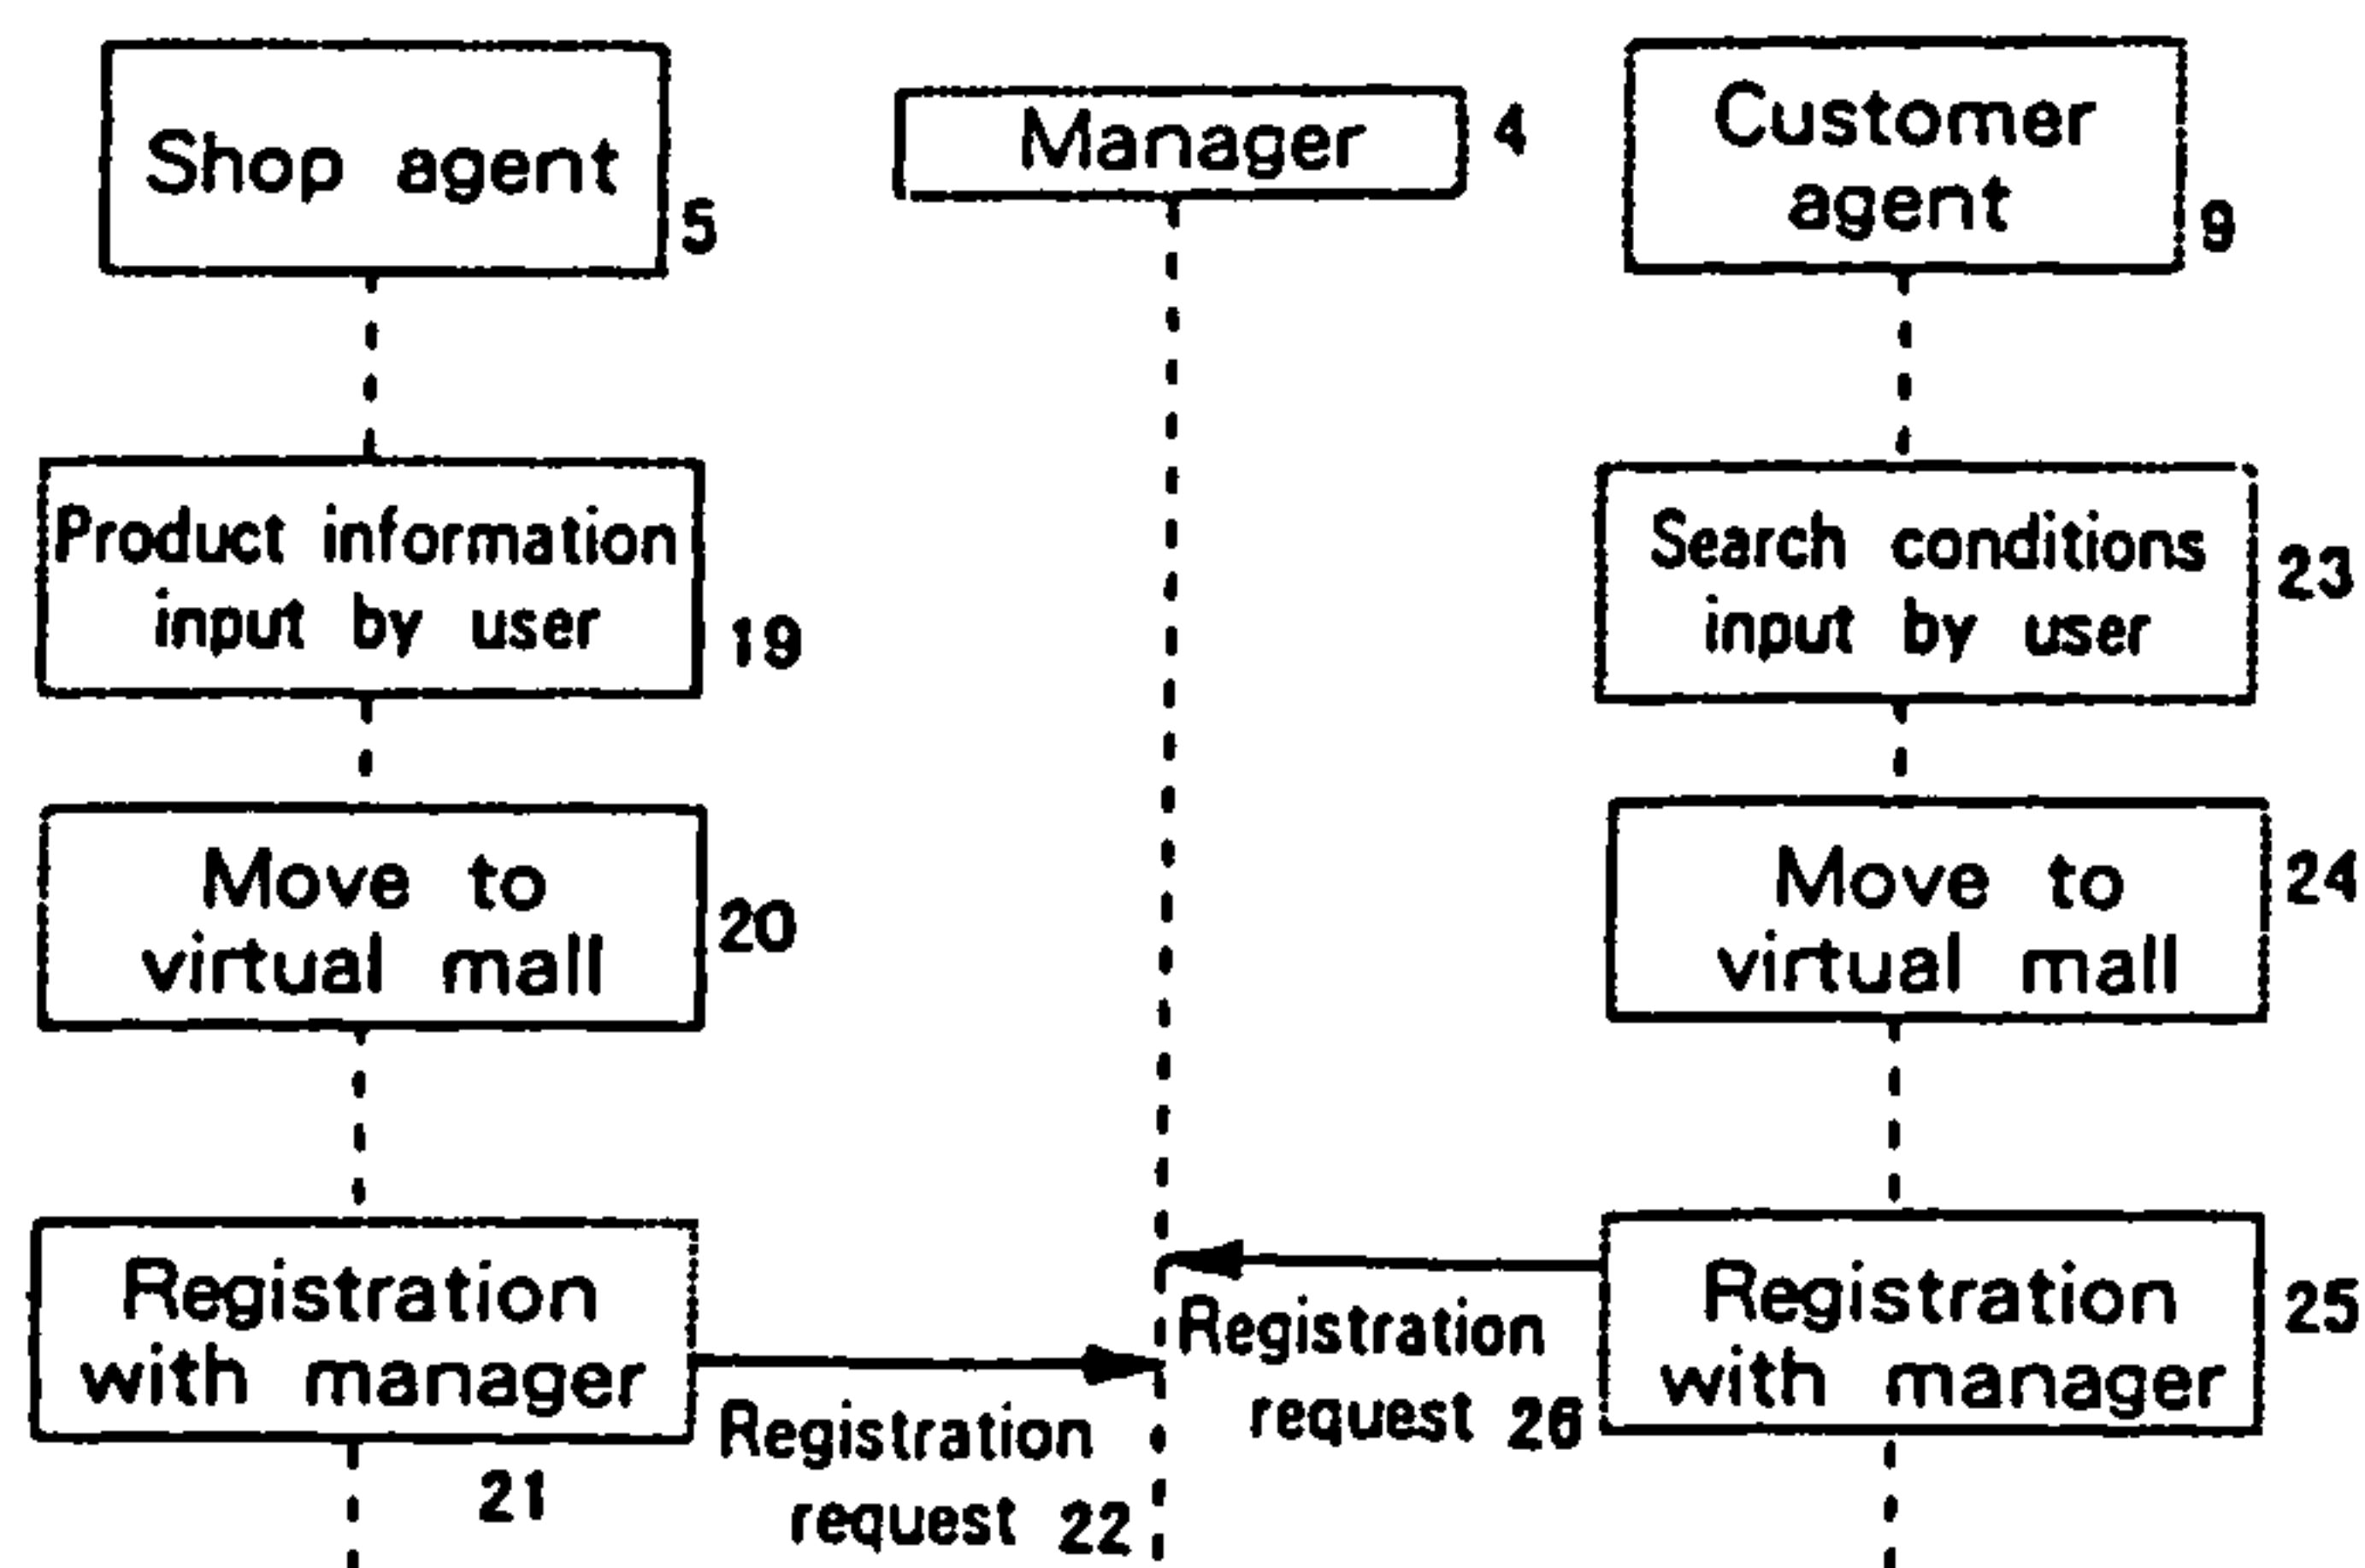 Shop agent
5
Manager
4
Customer
agent
9
Product information
input by user
19
Search conditions
input by user
23
Move to
virtual mall
20
Move to
virtual mall
24
Registration
with manager
21
Registration
request 22
Registration
request 26
Registration
with manager
25